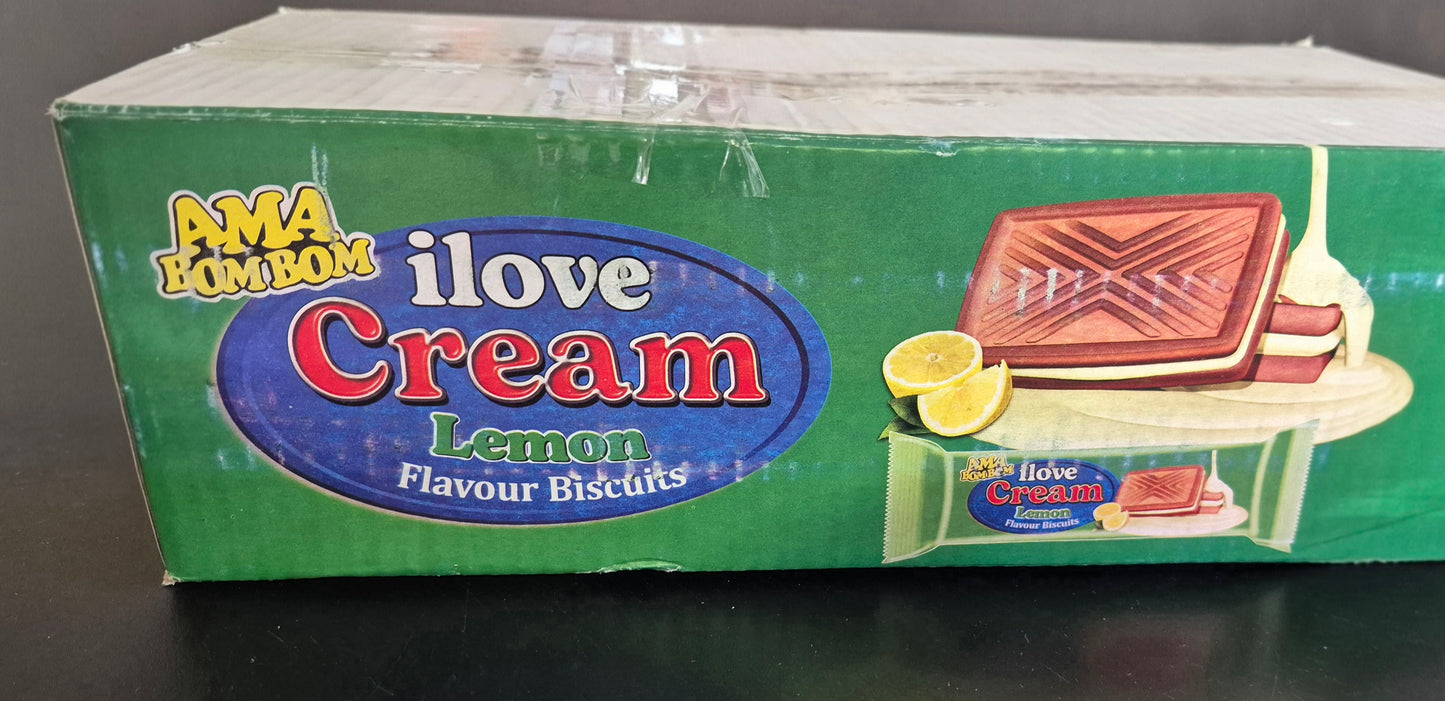 AMA
BOM BOM
ilove
Cream
Lemon
Flavour Biscuits
AMA
BOM BOM
ilove
Cream
Lemon
Flavour Biscuits